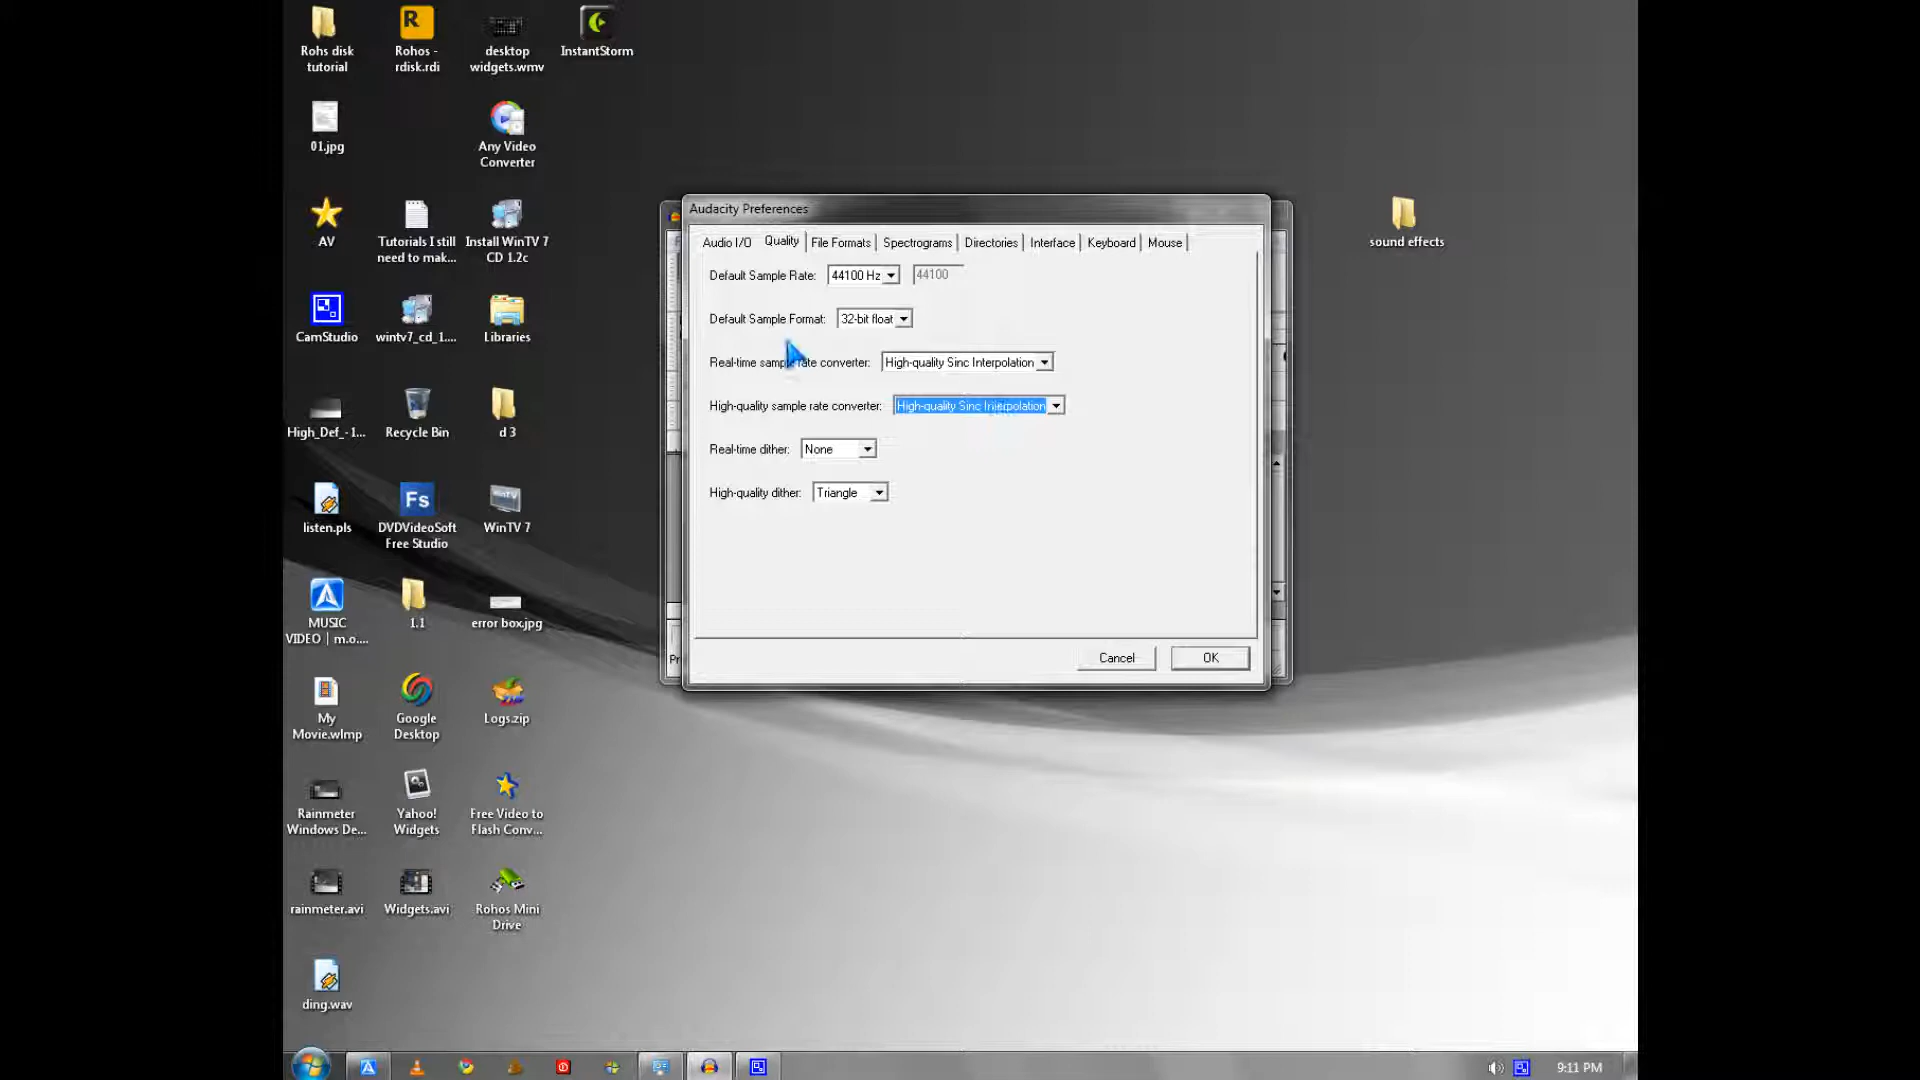 Rohs disk
tutorial
Rohos -
rdisk.rdi
desktop
widgets.wmv
InstantStorm
01.jpg
Any Video
Converter
AV
Tutorials I still
need to mak...
Install WinTV 7
CD 1.2c
CamStudio
wintv7_cd_1....
Libraries
High_Def_-1...
Recycle Bin
d 3
listen.pls
Fs
DVDVideoSoft
Free Studio
WinTV 7
MUSIC
VIDEO | m.o....
1.1
error box.jpg
My
Movie.wlmp
Google
Desktop
Logs.zip
Rainmeter
Windows De...
Yahoo!
Widgets
Free Video to
Flash Conv...
rainmeter.avi
Widgets.avi
Rohos Mini
Drive
ding.wav
sound effects
Audacity Preferences
Audio I/O Quality File Formats Spectrograms Directories Interface Keyboard Mouse
Default Sample Rate: 44100 Hz 44100
Default Sample Format: 32-bit float
Real-time sample rate converter: High-quality Sinc Interpolation
High-quality sample rate converter: High-quality Sinc Interpolation
Real-time dither: None
High-quality dither: Triangle
Cancel OK
Pr
9:11 PM